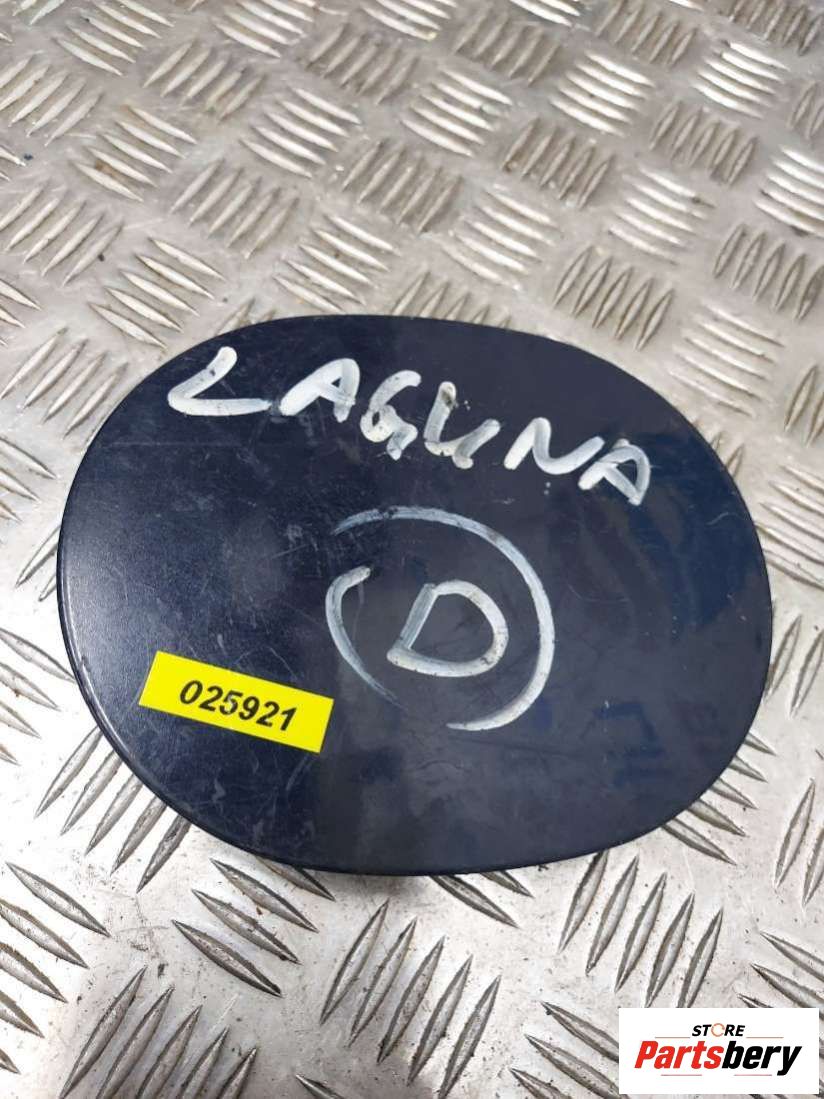 LAGUNA
D
025921
STORE
Partsbery